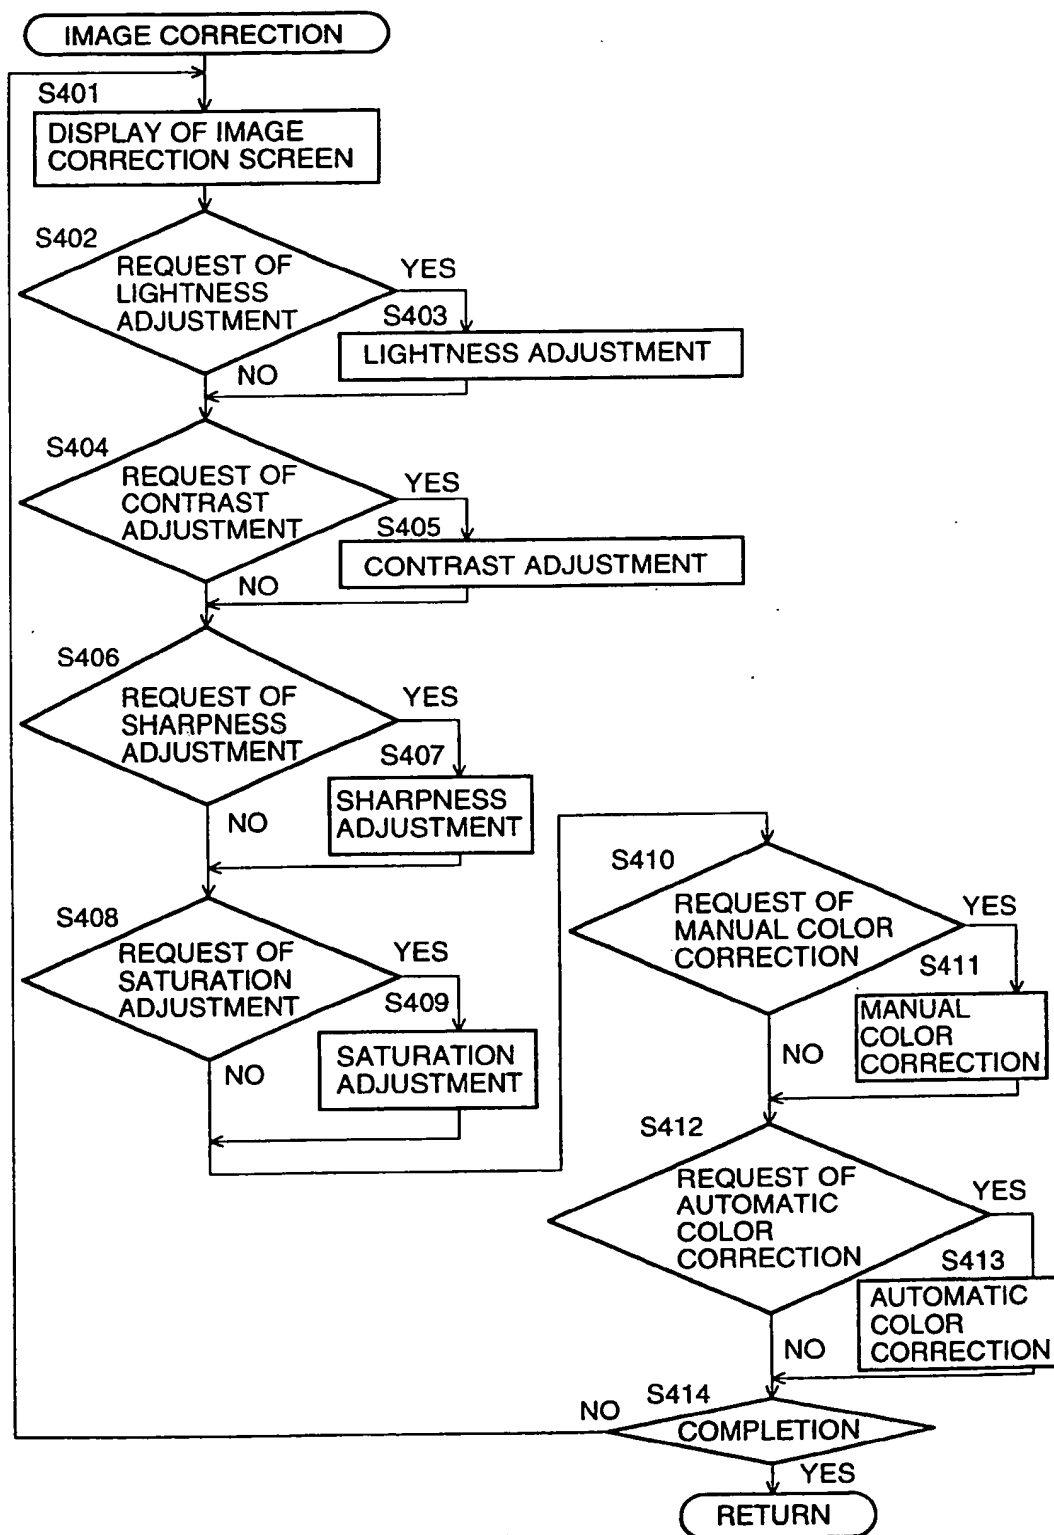 IMAGE CORRECTION
S401
DISPLAY OF IMAGE
CORRECTION SCREEN
S402
REQUEST OF
LIGHTNESS
ADJUSTMENT
YES
S403
LIGHTNESS ADJUSTMENT
NO
S404
REQUEST OF
CONTRAST
ADJUSTMENT
YES
S405
CONTRAST ADJUSTMENT
NO
S406
REQUEST OF
SHARPNESS
ADJUSTMENT
YES
S407
SHARPNESS
ADJUSTMENT
NO
S408
REQUEST OF
SATURATION
ADJUSTMENT
YES
S409
SATURATION
ADJUSTMENT
NO
S410
REQUEST OF
MANUAL COLOR
CORRECTION
YES
S411
MANUAL
COLOR
CORRECTION
NO
S412
REQUEST OF
AUTOMATIC
COLOR
CORRECTION
YES
S413
AUTOMATIC
COLOR
CORRECTION
NO
S414
COMPLETION
NO
YES
RETURN